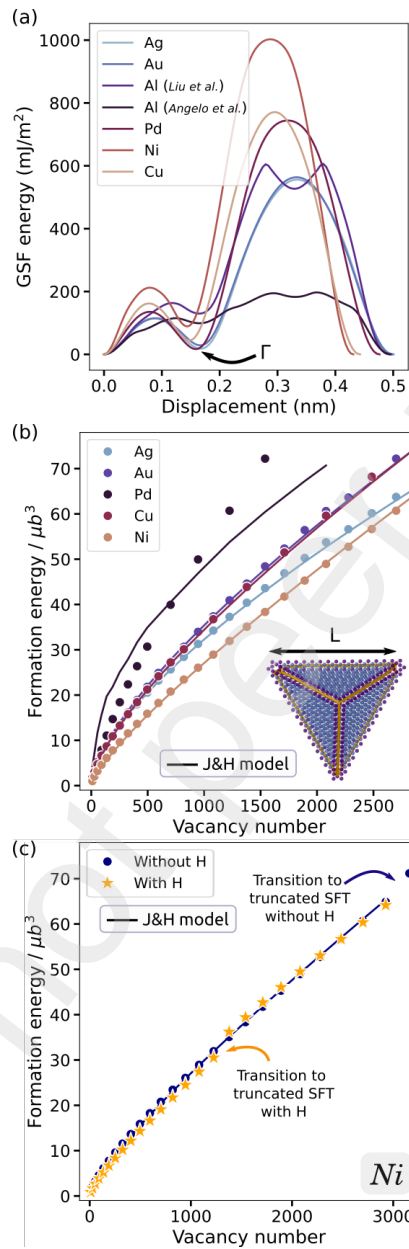 (a)
Ag
Au
Al (Liu et al.)
Al (Angelo et al.)
Pd
Ni
Cu
1000
800
600
400
200
0
GSF energy (mJ/m²)
Γ
0.0 0.1 0.2 0.3 0.4 0.5
Displacement (nm)
(b)
Ag
Au
Pd
Cu
Ni
70
60
50
40
30
20
10
0
Formation energy / μb³
L
J&H model
0 500 1000 1500 2000 2500
Vacancy number
(c)
Without H
With H
J&H model
Transition to
truncated SFT
without H
Transition to
truncated SFT
with H
70
60
50
40
30
20
10
0
Formation energy / μb³
Ni
0 1000 2000 3000
Vacancy number
not peer